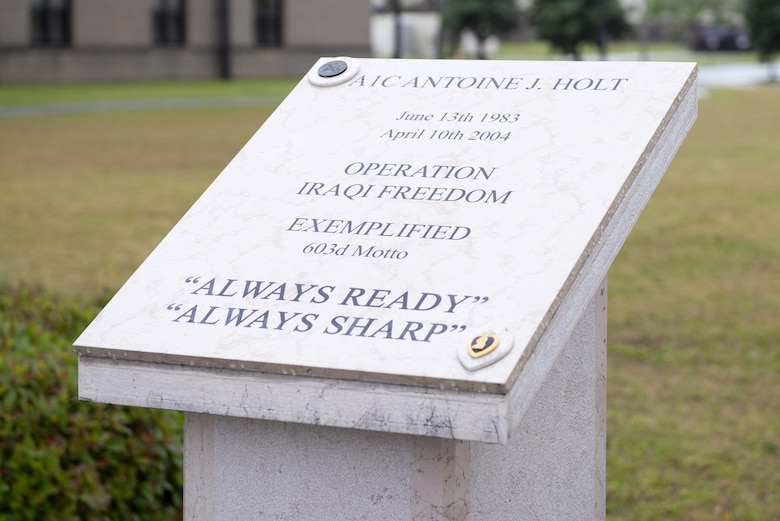 A1C ANTOINE J. HOLT
June 13th 1983
April 10th 2004
OPERATION
IRAQI FREEDOM
EXEMPLIFIED
603d Motto
“ALWAYS READY”
“ALWAYS SHARP”